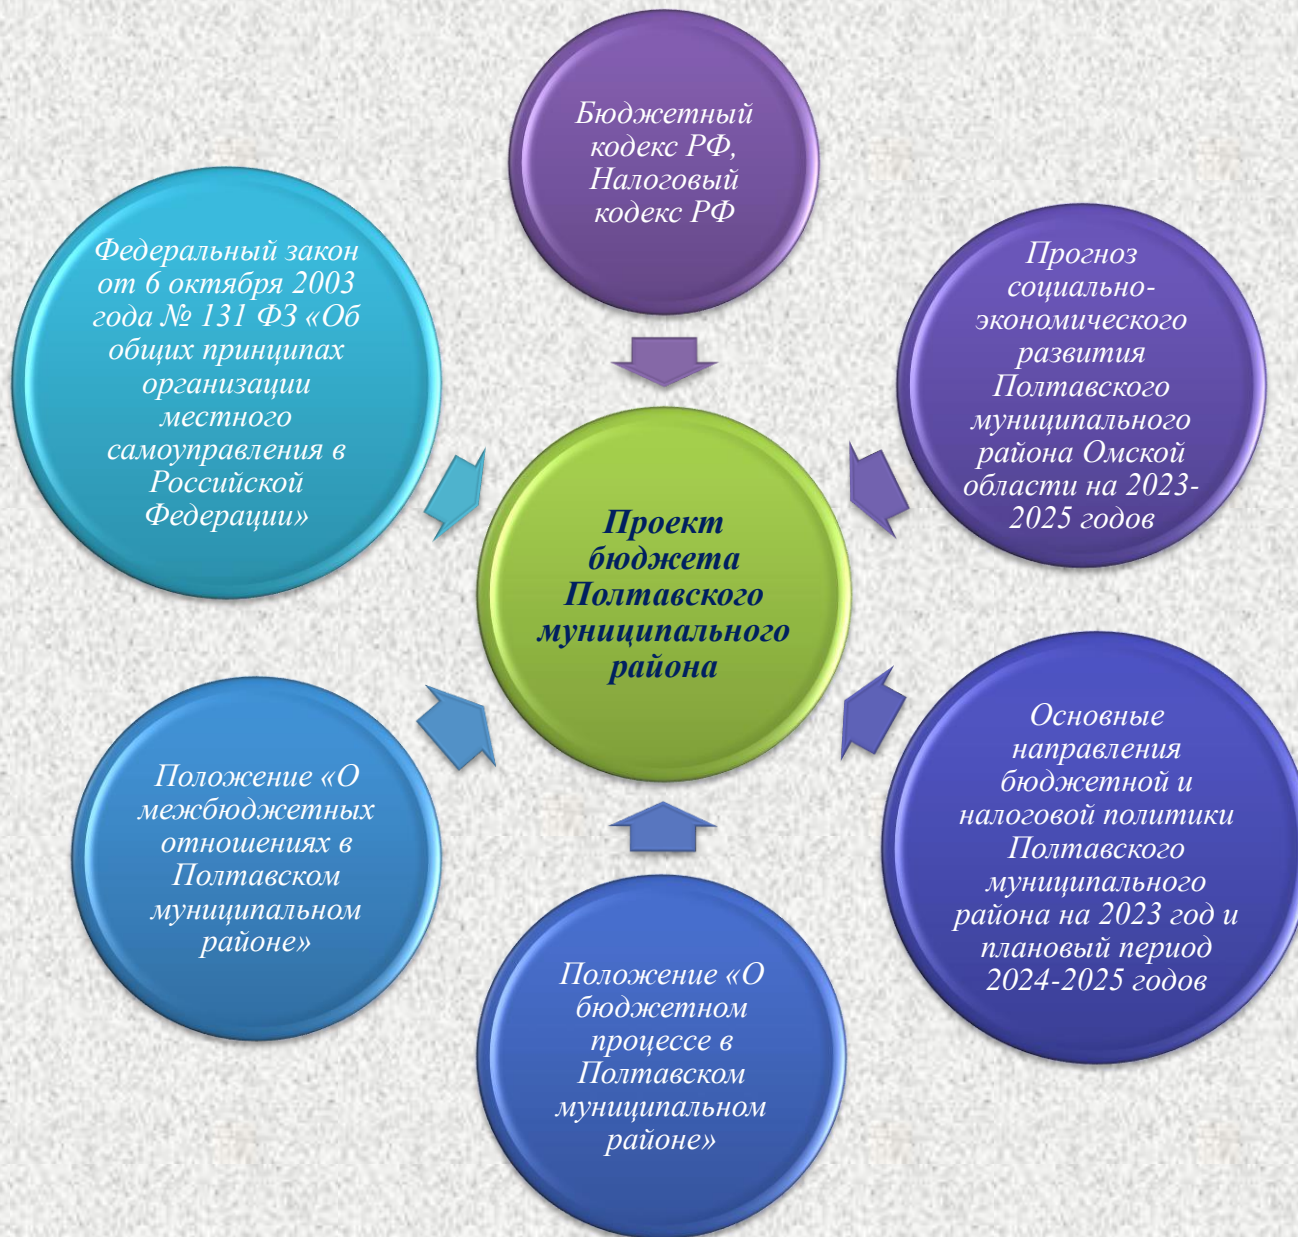 Бюджетный
кодекс РФ,
Налоговый
кодекс РФ
Федеральный закон
от 6 октября 2003
года № 131 ФЗ «Об
общих принципах
организации
местного
самоуправления в
Российской
Федерации»
Прогноз
социально-
экономического
развития
Полтавского
муниципального
района Омской
области на 2023-
2025 годов
Проект
бюджета
Полтавского
муниципального
района
Положение «О
межбюджетных
отношениях в
Полтавском
муниципальном
районе»
Основные
направления
бюджетной и
налоговой политики
Полтавского
муниципального
района на 2023 год и
плановый период
2024-2025 годов
Положение «О
бюджетном
процессе в
Полтавском
муниципальном
районе»